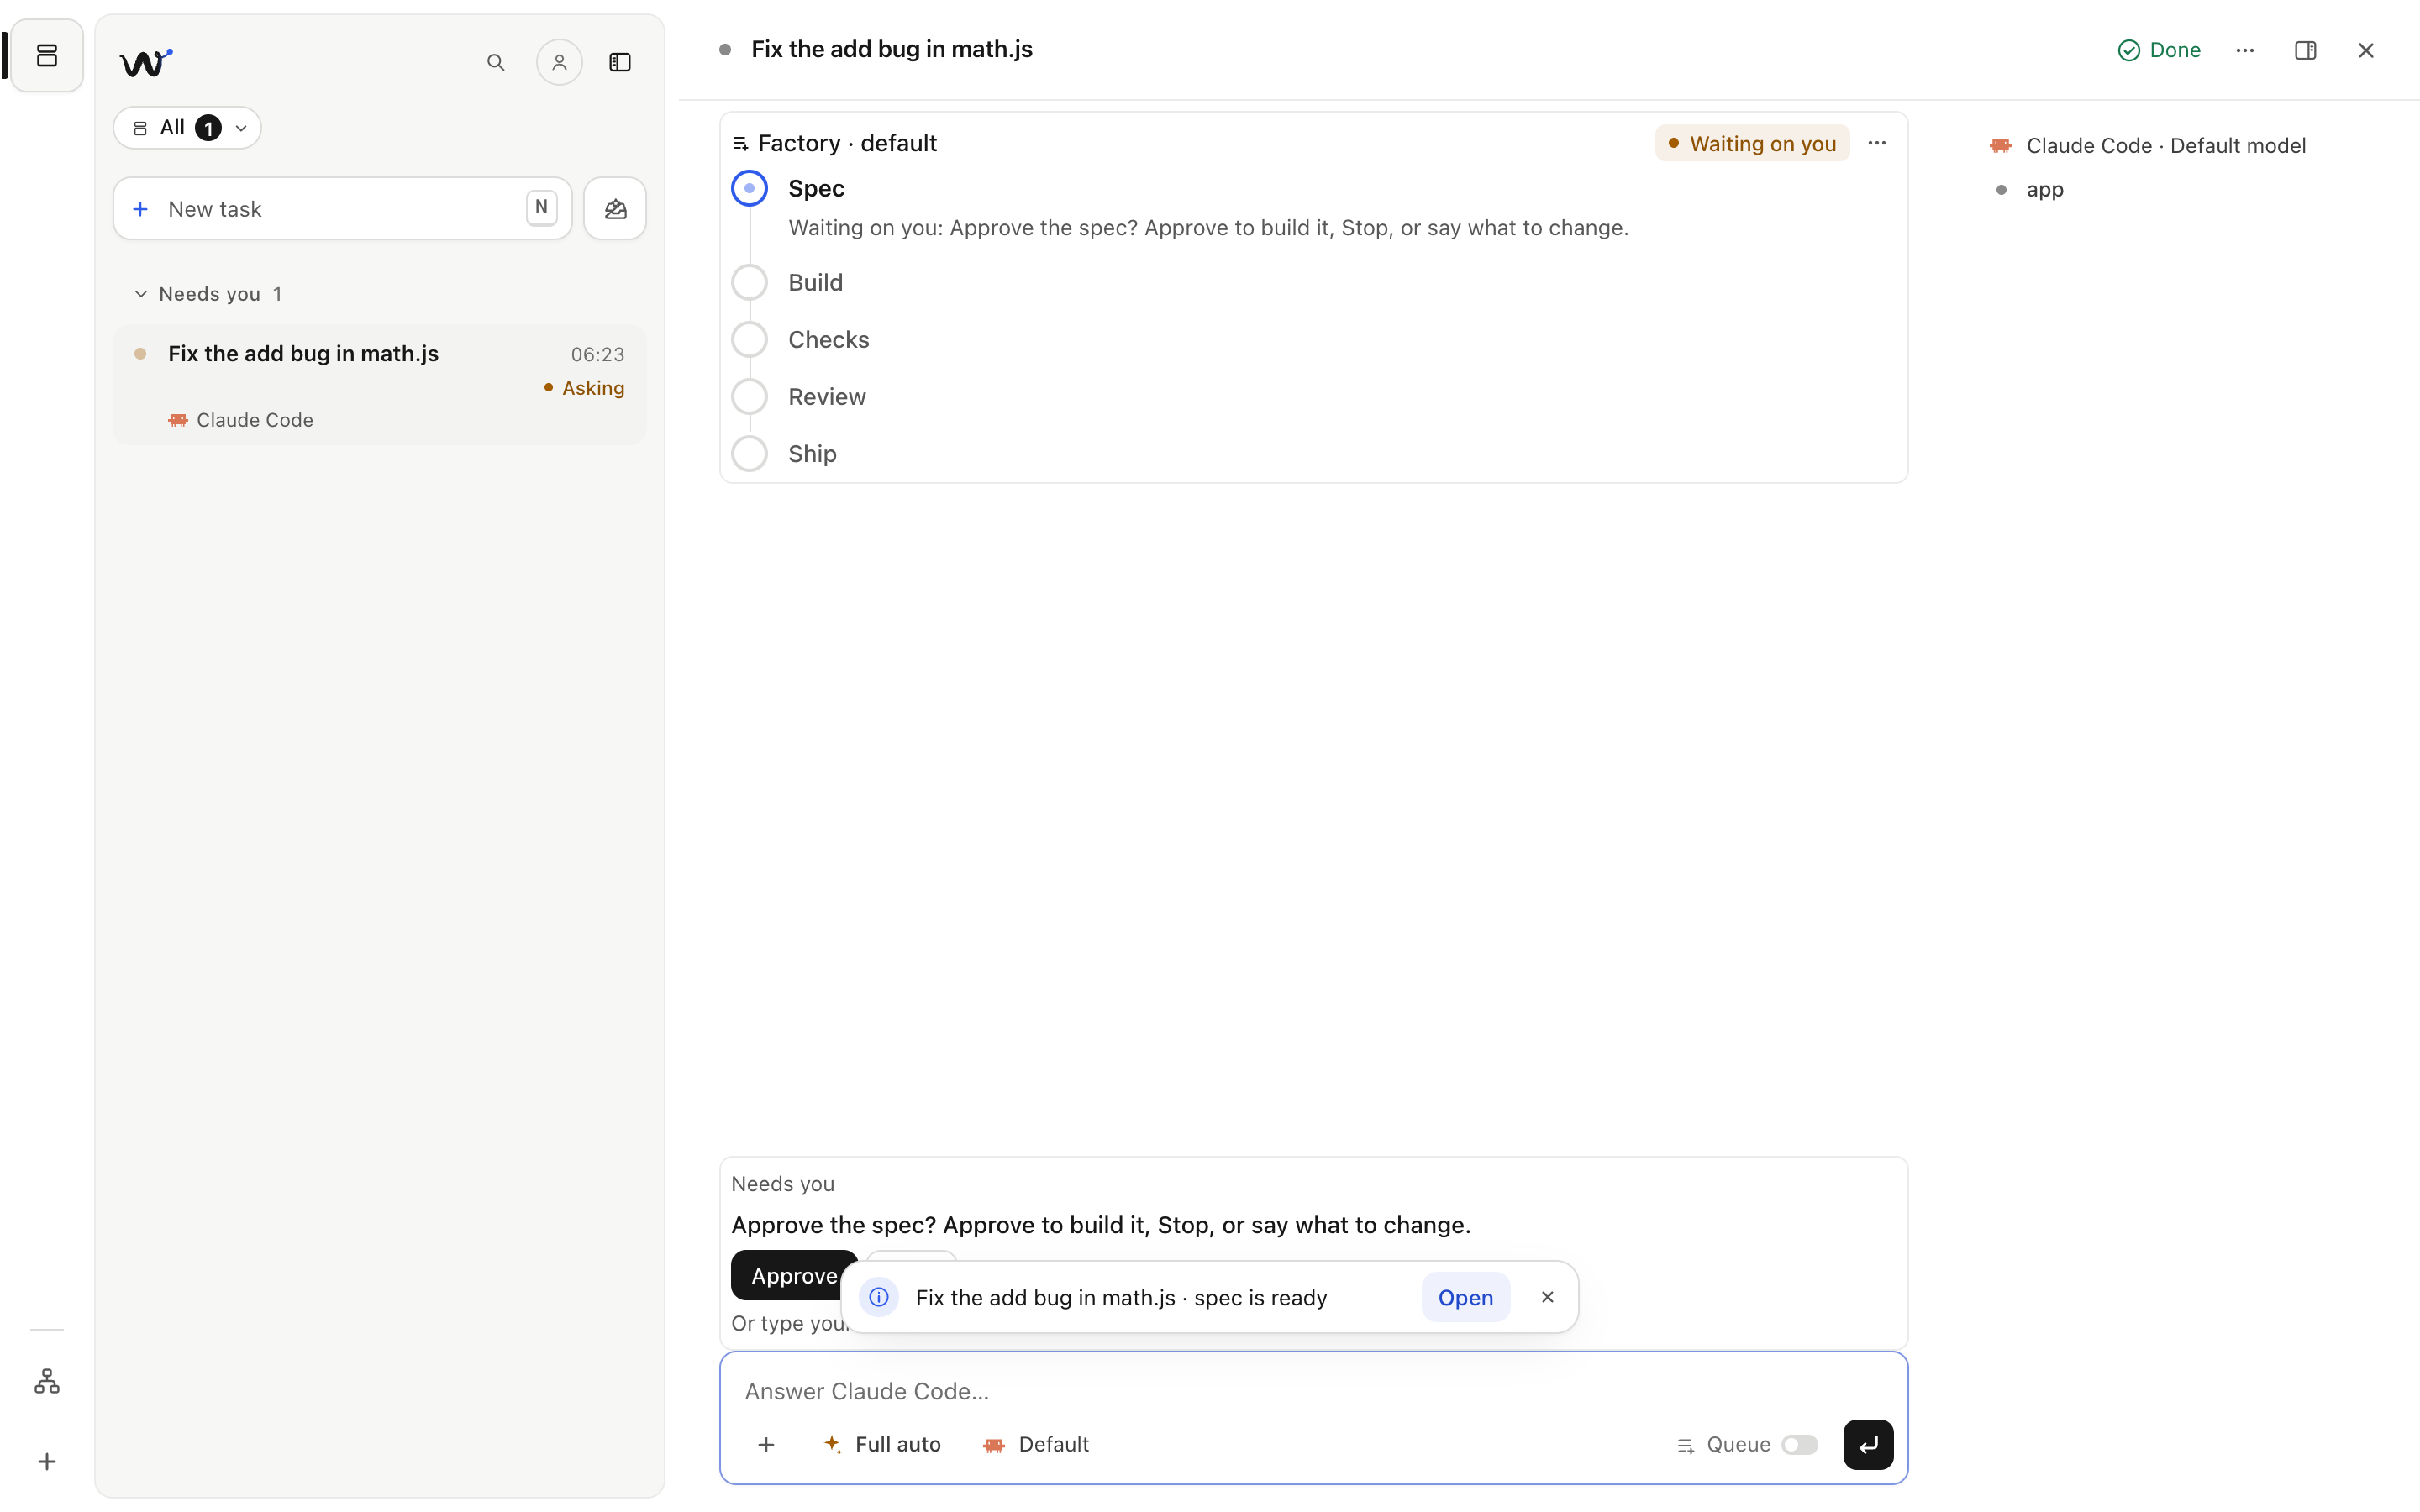 Fix the add bug in math.js
Done
All 1
New task N
Needs you 1
Fix the add bug in math.js 06:23
Asking
Claude Code
Factory · default
Waiting on you
Spec
Waiting on you: Approve the spec? Approve to build it, Stop, or say what to change.
Build
Checks
Review
Ship
Claude Code · Default model
app
Needs you
Approve the spec? Approve to build it, Stop, or say what to change.
Approve
Fix the add bug in math.js · spec is ready
Open
Or type
Answer Claude Code...
Full auto
Default
Queue